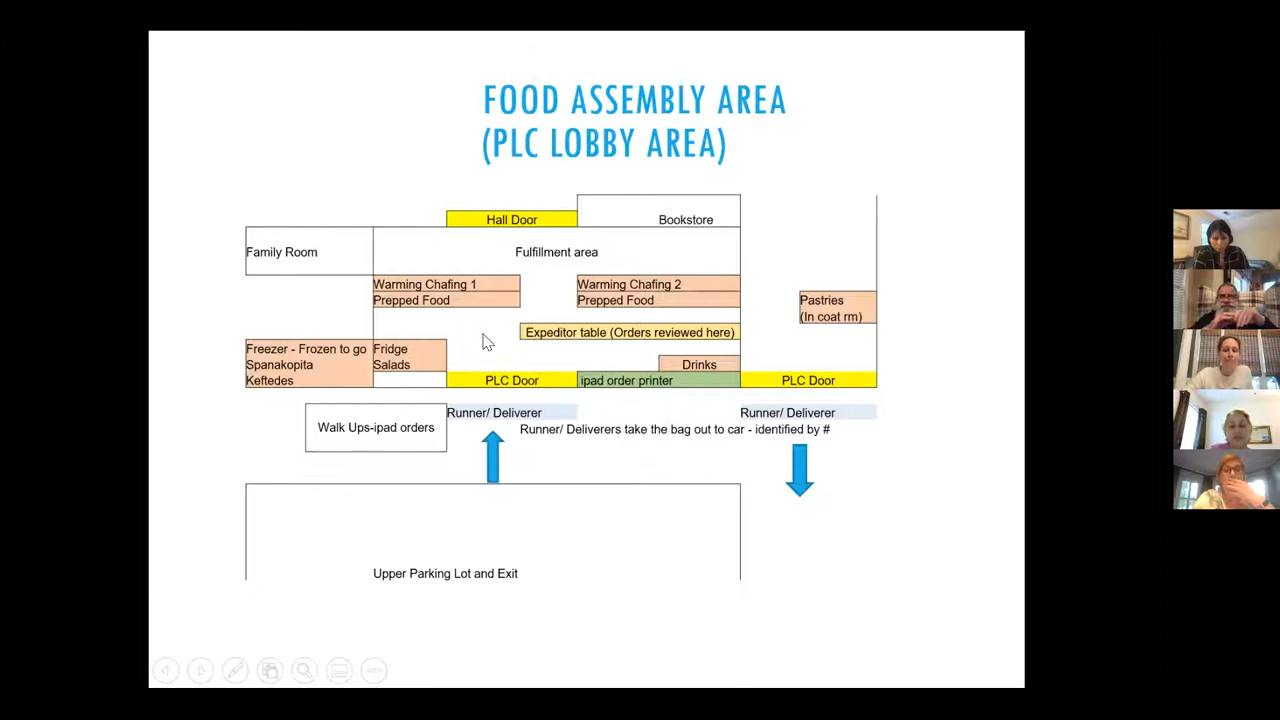 FOOD ASSEMBLY AREA
(PLC LOBBY AREA)
Hall Door
Bookstore
Family Room
Fulfillment area
Warming Chafing 1
Warming Chafing 2
Prepped Food
Prepped Food
Pastries
(In coat rm)
Expeditor table (Orders reviewed here)
Freezer - Frozen to go
Fridge
Spanakopita
Salads
Drinks
Keftedes
PLC Door
ipad order printer
PLC Door
Runner/ Deliverer
Runner/ Deliverer
Walk Ups-ipad orders
Runner/ Deliverers take the bag out to car - identified by #
Upper Parking Lot and Exit